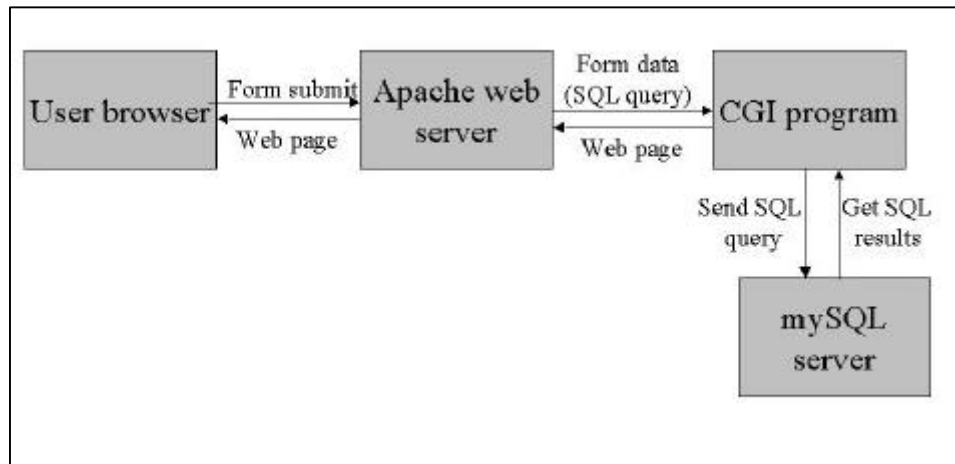 User browser
Form submit
Web page
Apache web
server
Form data
(SQL query)
Web page
CGI program
Send SQL
query
Get SQL
results
mySQL
server